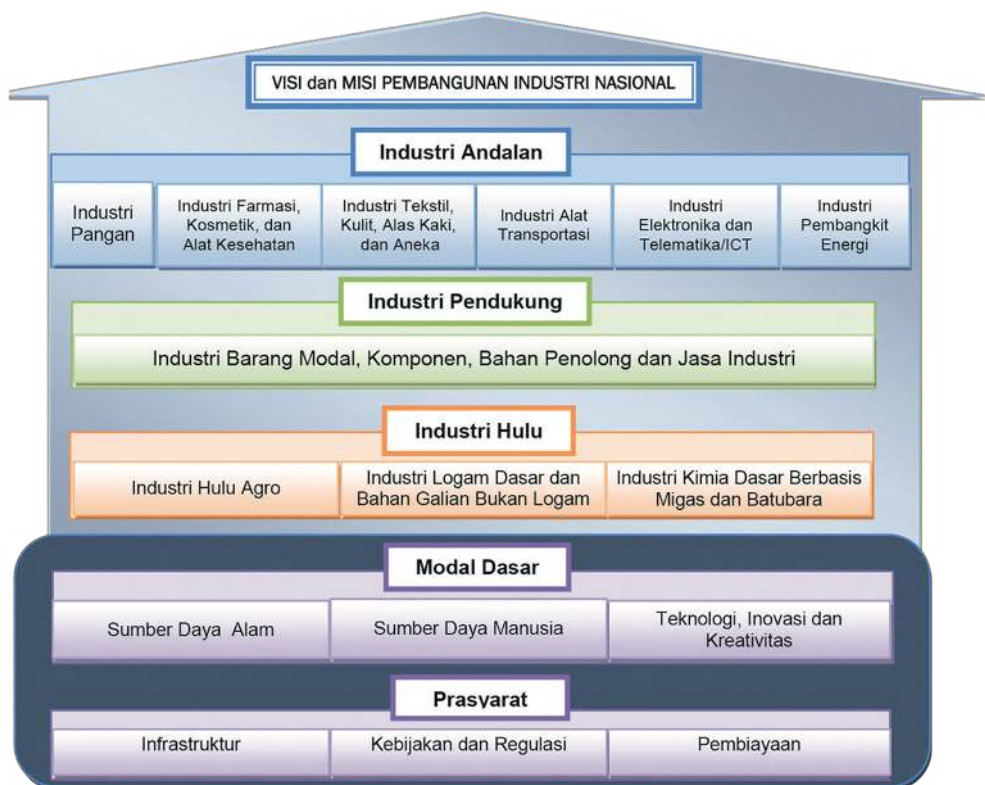 VISI dan MISI PEMBANGUNAN INDUSTRI NASIONAL
Industri Andalan
Industri
Pangan
Industri Farmasi,
Kosmetik, dan
Alat Kesehatan
Industri Tekstil,
Kulit, Alas Kaki,
dan Aneka
Industri Alat
Transportasi
Industri
Elektronika dan
Telematika/ICT
Industri
Pembangkit
Energi
Industri Pendukung
Industri Barang Modal, Komponen, Bahan Penolong dan Jasa Industri
Industri Hulu
Industri Hulu Agro
Industri Logam Dasar dan
Bahan Galian Bukan Logam
Industri Kimia Dasar Berbasis
Migas dan Batubara
Modal Dasar
Sumber Daya Alam
Sumber Daya Manusia
Teknologi, Inovasi dan
Kreativitas
Prasyarat
Infrastruktur
Kebijakan dan Regulasi
Pembiayaan